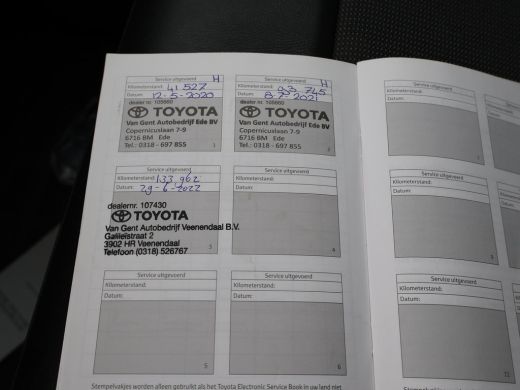 Service uitgevoerd H
Kilometerstand: 41 527
Datum: 12-5-2020
dealer nr. 105660
TOYOTA
Van Gent Autobedrijf Ede BV
Copernicuslaan 7-9
6716 BM Ede
Tel.: 0318 - 697 855
1
Service uitgevoerd H
Kilometerstand: 93 745
Datum: 8-7-2021
dealer nr. 105660
TOYOTA
Van Gent Autobedrijf Ede BV
Copernicuslaan 7-9
6716 BM Ede
Tel.: 0318 - 697 855
2
Service uitgevoerd
Kilometerstand: 133 962
Datum: 29-6-2022
dealernr. 107430
TOYOTA
Van Gent Autobedrijf Veenendaal B.V.
Galileïstraat 2
3902 HR Veenendaal
Telefoon (0318) 526767
3
Service uitgevoerd
Kilometerstand:
Datum:
4
Service uitgevoerd
Kilometerstand:
Datum:
5
Service uitgevoerd
Kilometerstand:
Datum:
6
Stempelvakjes worden alleen gebruikt als het Toyota Electronic Service Book in uw land niet
Service uitgevoerd
Kilometerstand:
Datum:
7
Service uitgevoerd
Kilometerstand:
Datum:
9
Service uitgevoerd
Kilometerstand:
Datum:
11